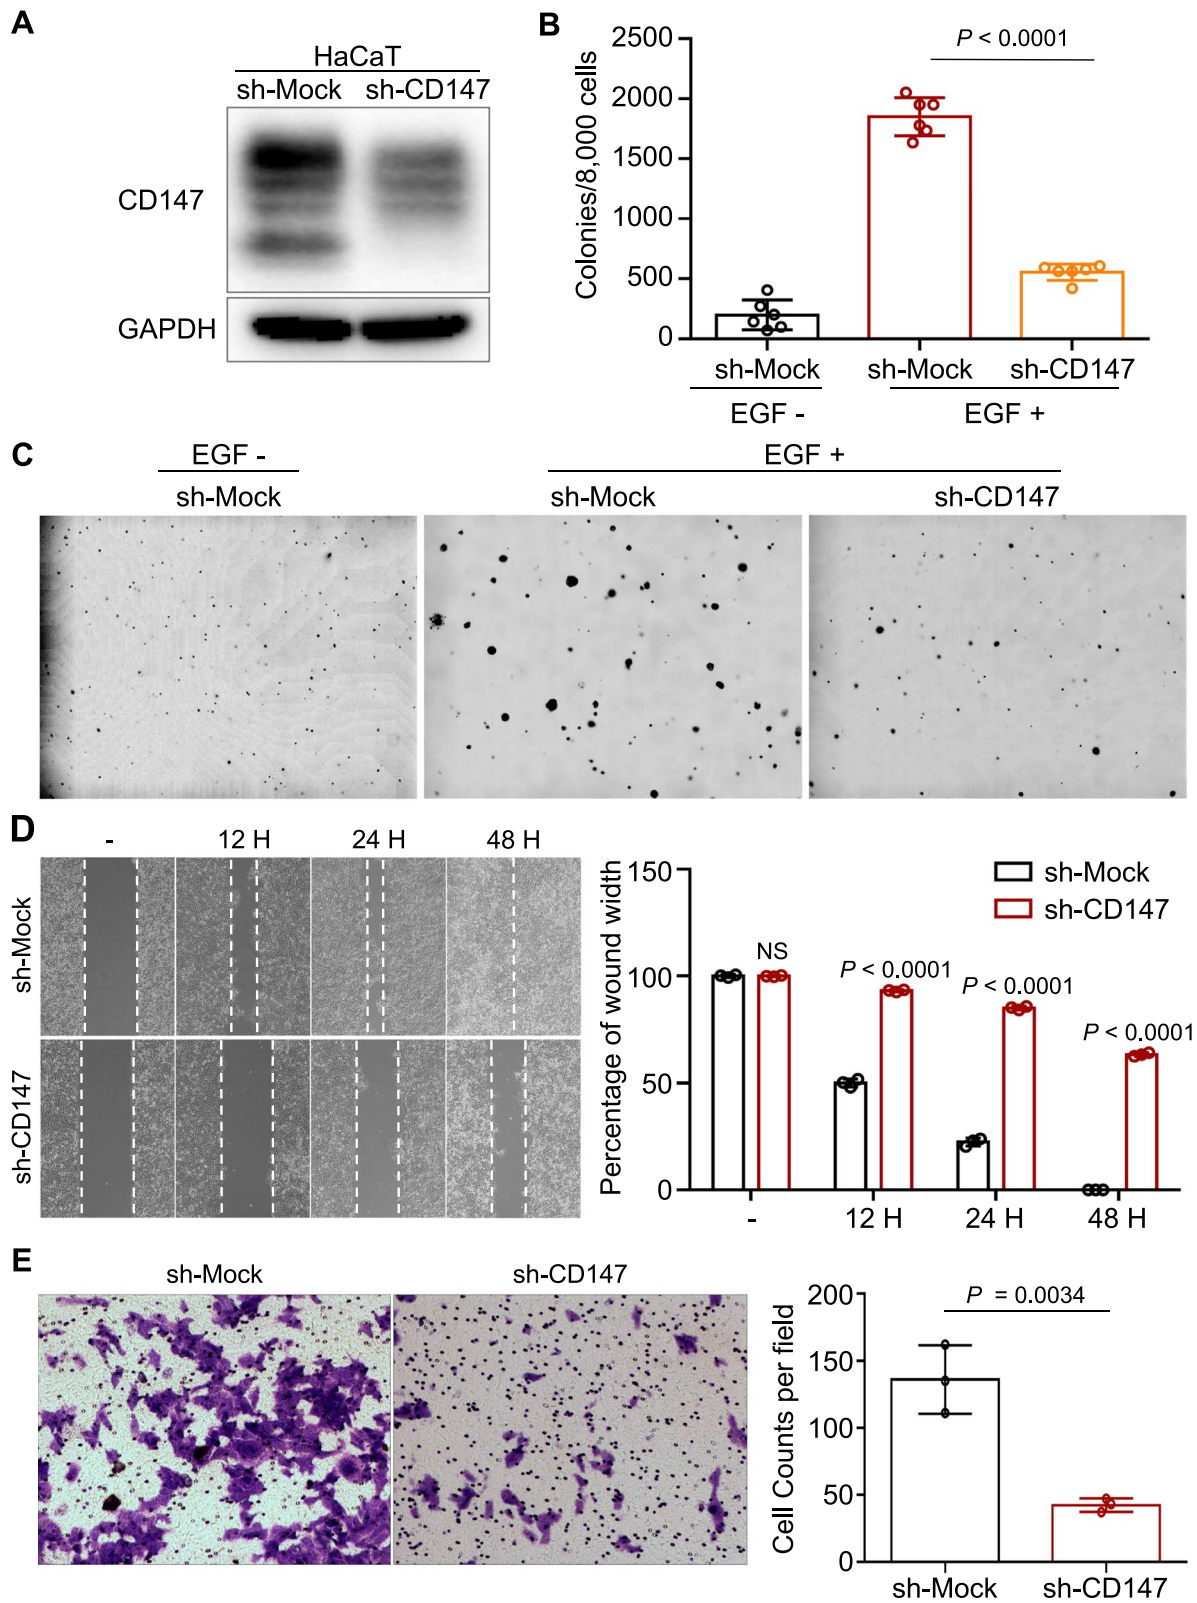 A
HaCaT
sh-Mock sh-CD147
CD147
GAPDH
B
Colonies/8,000 cells
2500
2000
1500
1000
500
0
P < 0.0001
sh-Mock sh-Mock sh-CD147
EGF - EGF +
C
EGF - EGF +
sh-Mock sh-Mock sh-CD147
D
- 12 H 24 H 48 H
sh-Mock
sh-CD147
Percentage of wound width
150
100
50
0
sh-Mock
sh-CD147
NS
P < 0.0001
P < 0.0001
P < 0.0001
- 12 H 24 H 48 H
E
sh-Mock sh-CD147
Cell Counts per field
200
150
100
50
0
P = 0.0034
sh-Mock sh-CD147